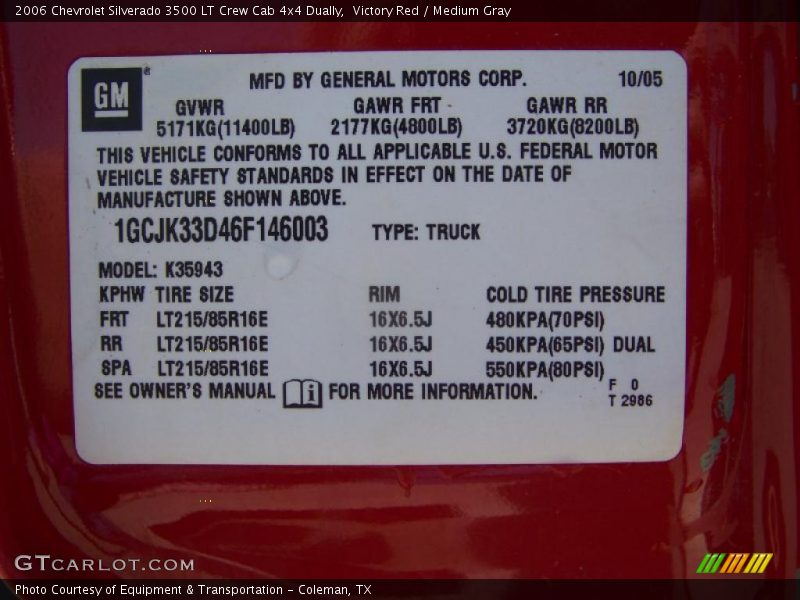 2006 Chevrolet Silverado 3500 LT Crew Cab 4x4 Dually,  Victory Red / Medium Gray
GM ®
MFD BY GENERAL MOTORS CORP. 10/05
GVWR GAWR FRT GAWR RR
5171KG(11400LB) 2177KG(4800LB) 3720KG(8200LB)
THIS VEHICLE CONFORMS TO ALL APPLICABLE U.S. FEDERAL MOTOR
VEHICLE SAFETY STANDARDS IN EFFECT ON THE DATE OF
MANUFACTURE SHOWN ABOVE.
1GCJK33D46F146003 TYPE: TRUCK
MODEL: K35943
KPHW TIRE SIZE RIM COLD TIRE PRESSURE
FRT LT215/85R16E 16X6.5J 480KPA(70PSI)
RR LT215/85R16E 16X6.5J 450KPA(65PSI) DUAL
SPA LT215/85R16E 16X6.5J 550KPA(80PSI)
SEE OWNER'S MANUAL i FOR MORE INFORMATION.
F 0
T 2986
GTCARLOT.COM
Photo Courtesy of Equipment & Transportation - Coleman, TX